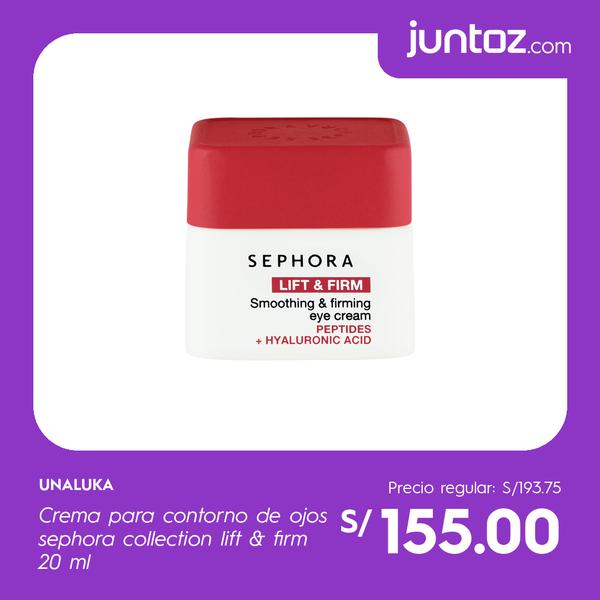 juntoz.com
SEPHORA
LIFT & FIRM
Smoothing & firming
eye cream
PEPTIDES
+ HYALURONIC ACID
UNALUKA
Crema para contorno de ojos
sephora collection lift & firm
20 ml
Precio regular: S/193.75
S/155.00